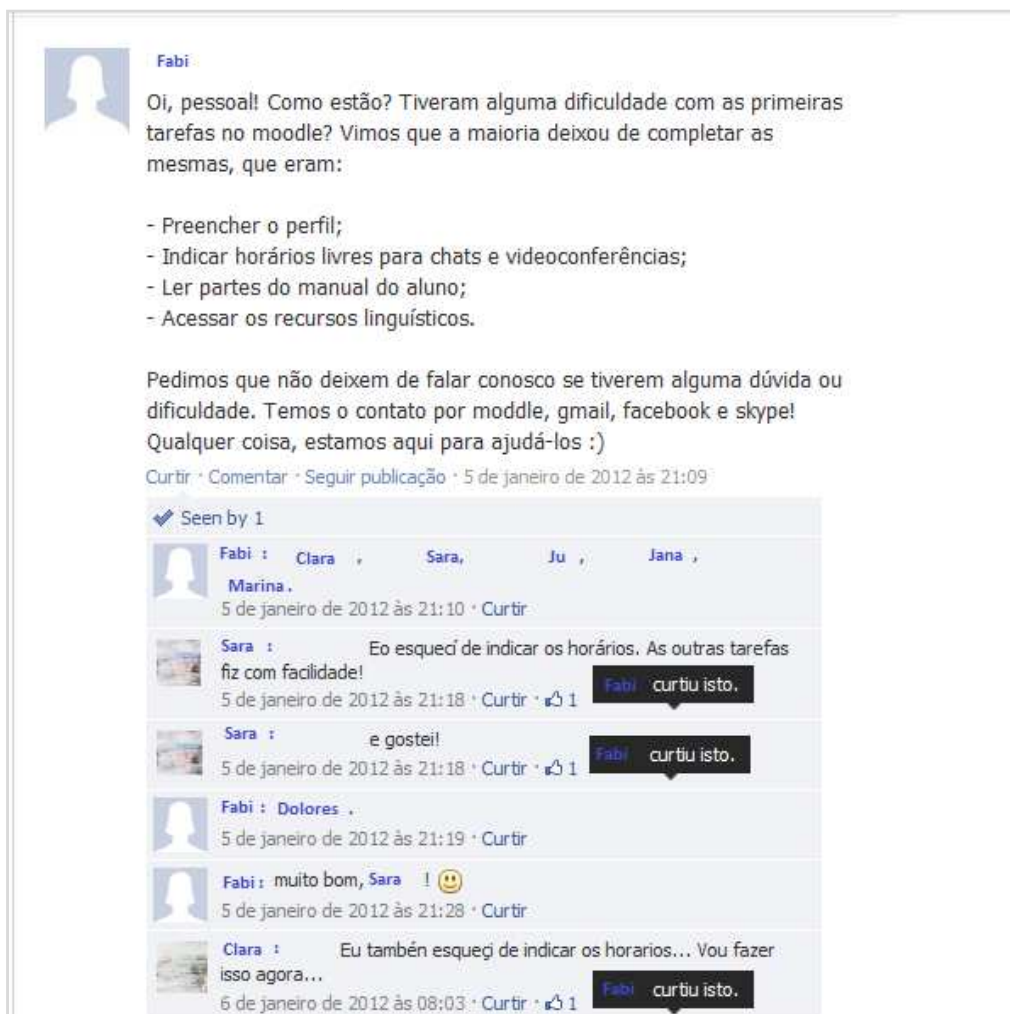 Fabi
Oi, pessoal! Como estão? Tiveram alguma dificuldade com as primeiras
tarefas no moodle? Vimos que a maioria deixou de completar as
mesmas, que eram:
- Preencher o perfil;
- Indicar horários livres para chats e videoconferências;
- Ler partes do manual do aluno;
- Acessar os recursos linguísticos.
Pedimos que não deixem de falar conosco se tiverem alguma dúvida ou
dificuldade. Temos o contato por moddle, gmail, facebook e skype!
Qualquer coisa, estamos aqui para ajudá-los :)
Curtir · Comentar · Seguir publicação · 5 de janeiro de 2012 às 21:09
Seen by 1
Fabi : Clara , Sara, Ju , Jana ,
Marina.
5 de janeiro de 2012 às 21:10 · Curtir
Sara : Eo esquecí de indicar os horários. As outras tarefas
fiz com facilidade!
Fabi curtiu isto.
5 de janeiro de 2012 às 21:18 · Curtir · 1
Sara : e gostei!
Fabi curtiu isto.
5 de janeiro de 2012 às 21:18 · Curtir · 1
Fabi : Dolores .
5 de janeiro de 2012 às 21:19 · Curtir
Fabi : muito bom, Sara !
5 de janeiro de 2012 às 21:28 · Curtir
Clara : Eu tambén esqueçi de indicar os horarios... Vou fazer
isso agora...
Fabi curtiu isto.
6 de janeiro de 2012 às 08:03 · Curtir · 1